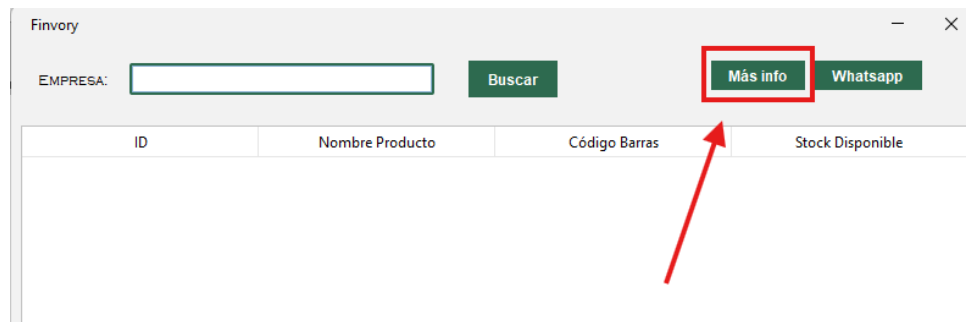 Finvory
EMPRESA: Buscar Más info Whatsapp
ID Nombre Producto Código Barras Stock Disponible